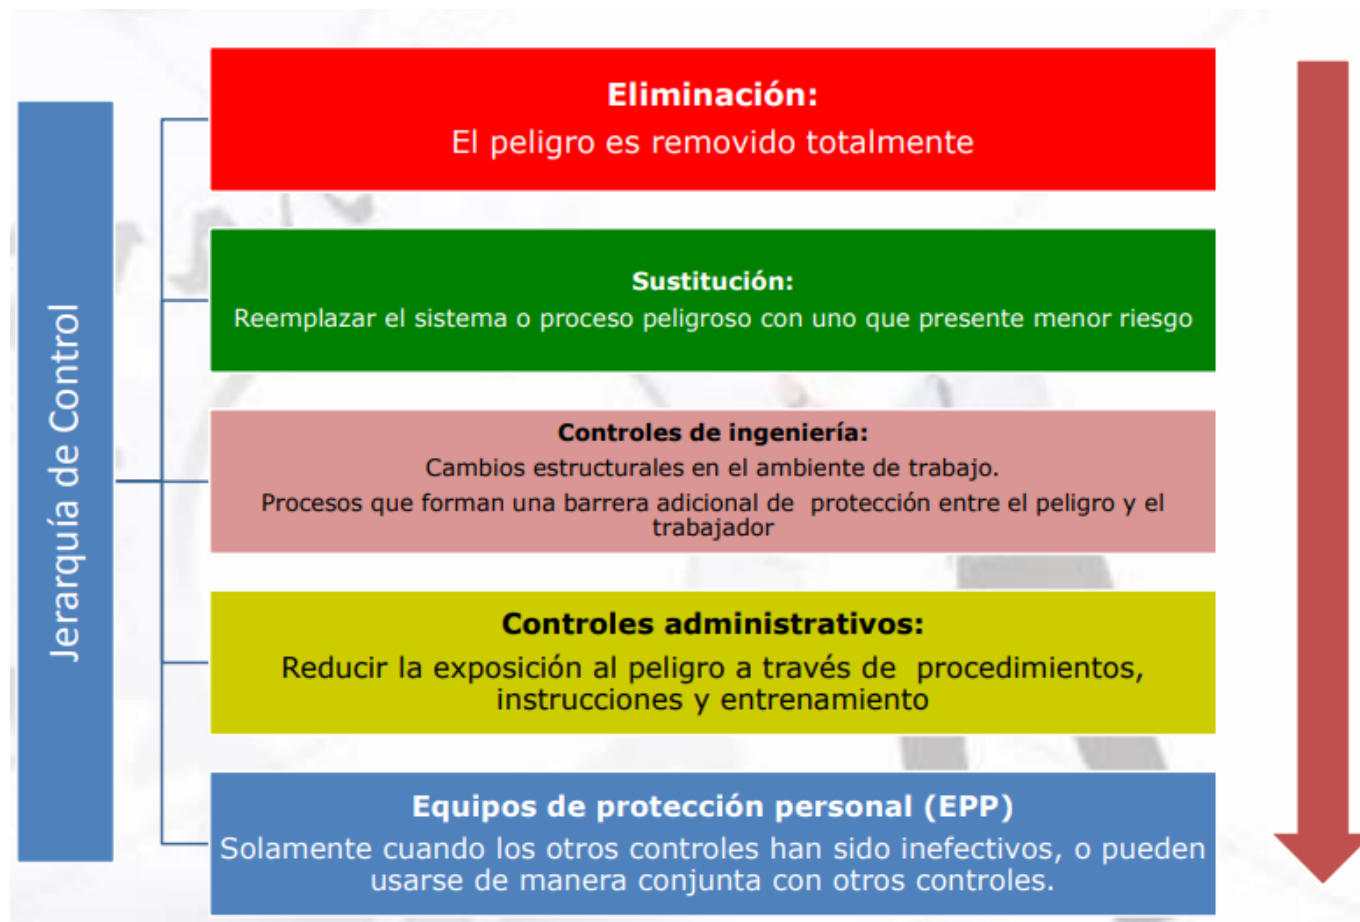 Jerarquía de Control
Eliminación:
El peligro es removido totalmente
Sustitución:
Reemplazar el sistema o proceso peligroso con uno que presente menor riesgo
Controles de ingeniería:
Cambios estructurales en el ambiente de trabajo.
Procesos que forman una barrera adicional de protección entre el peligro y el
trabajador
Controles administrativos:
Reducir la exposición al peligro a través de procedimientos,
instrucciones y entrenamiento
Equipos de protección personal (EPP)
Solamente cuando los otros controles han sido inefectivos, o pueden
usarse de manera conjunta con otros controles.